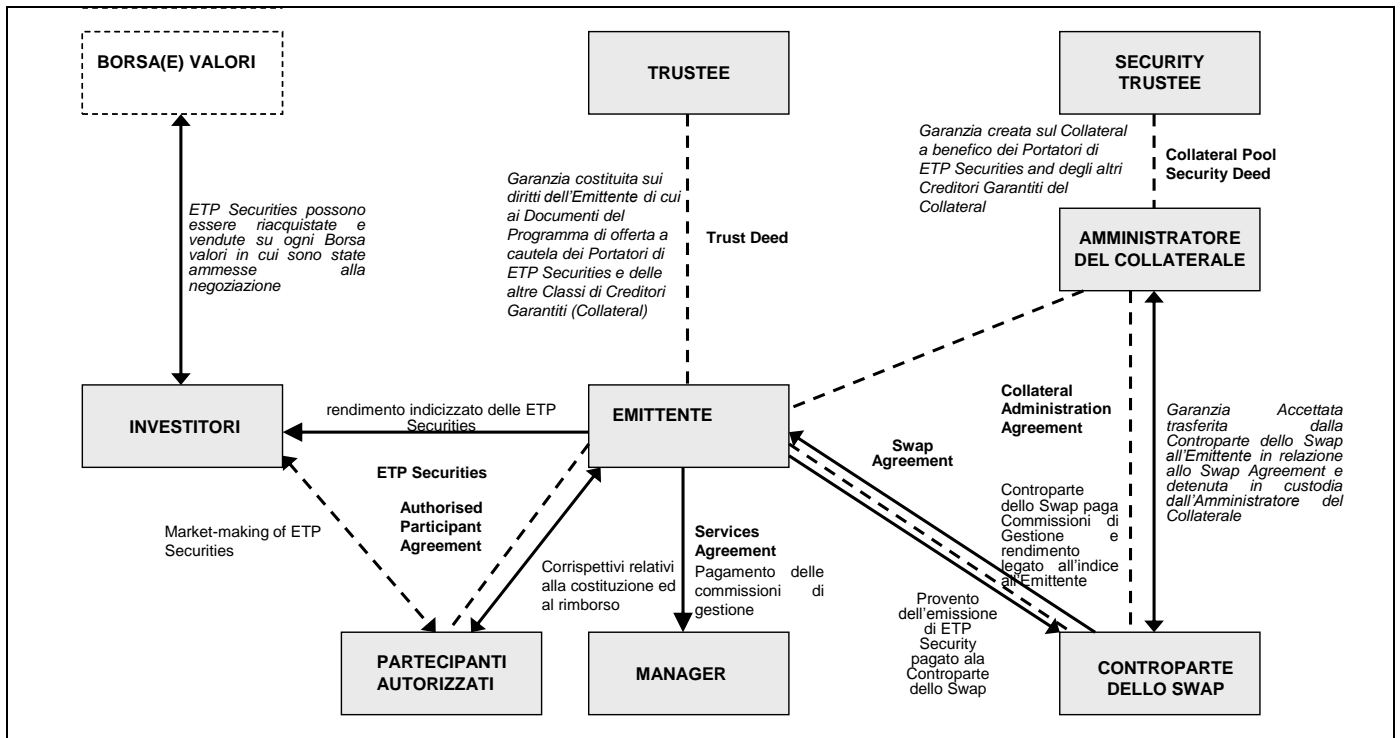 BORSA(E) VALORI
TRUSTEE
SECURITY
TRUSTEE
Garanzia creata sul Collateral
a benefico dei Portatori di
ETP Securities and degli altri
Creditori Garantiti del
Collateral
Collateral Pool
Security Deed
Garanzia costituita sui
diritti dell'Emittente di cui
ai Documenti del
Programma di offerta a
cautela dei Portatori di
ETP Securities e delle
altre Classi di Creditori
Garantiti (Collateral)
Trust Deed
ETP Securities possono
essere riacquistate e
vendute su ogni Borsa
valori in cui sono state
ammesse alla
negoziazione
AMMINISTRATORE
DEL COLLATERALE
INVESTITORI
rendimento indicizzato delle ETP
Securities
EMITTENTE
Collateral
Administration
Agreement
Garanzia Accettata
trasferita dalla
Controparte dello Swap
all'Emittente in relazione
allo Swap Agreement e
detenuta in custodia
dall'Amministratore del
Collaterale
Swap
Agreement
ETP Securities
Authorised
Participant
Agreement
Market-making of ETP
Securities
Services
Agreement
Pagamento delle
commissioni di
gestione
Corrispettivi relativi
alla costituzione ed
al rimborso
Controparte
dello Swap paga
Commissioni di
Gestione e
rendimento
legato all'indice
all'Emittente
Provento
dell'emissione
di ETP
Security
pagato ala
Controparte
dello Swap
PARTECIPANTI
AUTORIZZATI
MANAGER
CONTROPARTE
DELLO SWAP